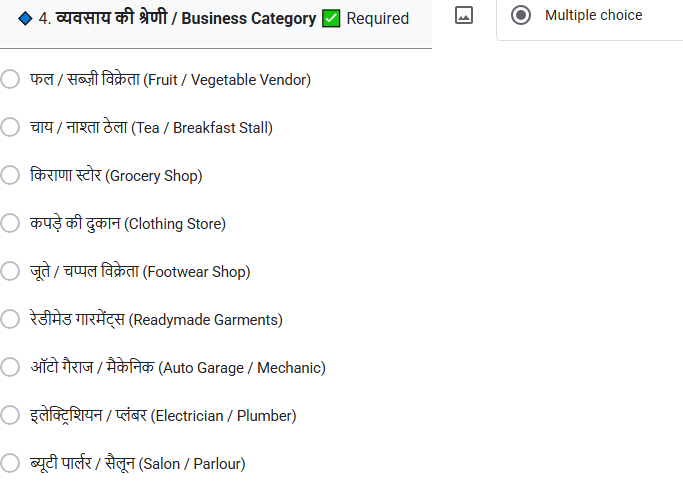 🔹 4. व्यवसाय की श्रेणी / Business Category ✅ Required
Multiple choice
फल / सब्ज़ी विक्रेता (Fruit / Vegetable Vendor)
चाय / नाश्ता ठेला (Tea / Breakfast Stall)
किराणा स्टोर (Grocery Shop)
कपड़े की दुकान (Clothing Store)
जूते / चप्पल विक्रेता (Footwear Shop)
रेडीमेड गारमेंट्स (Readymade Garments)
ऑटो गैराज / मैकेनिक (Auto Garage / Mechanic)
इलेक्ट्रिशियन / प्लंबर (Electrician / Plumber)
ब्यूटी पार्लर / सैलून (Salon / Parlour)